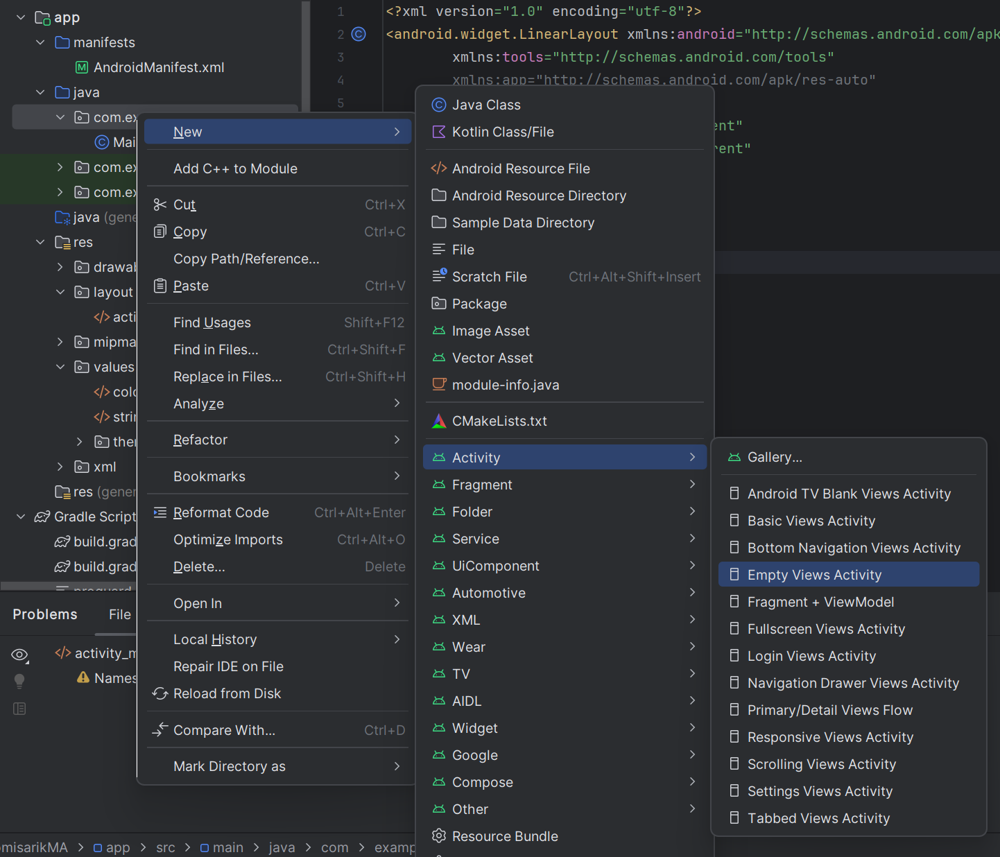 app
manifests
AndroidManifest.xml
java
com.ex
Mai
com.ex
com.ex
java (gene
res
drawab
layout
acti
mipma
values
colo
strin
ther
xml
res (gener
Gradle Script
build.grad
build.grad
proguard
1 <?xml version="1.0" encoding="utf-8"?>
2 <android.widget.LinearLayout xmlns:android="http://schemas.android.com/apk
3 xmlns:tools="http://schemas.android.com/tools"
4 xmlns:app="http://schemas.android.com/apk/res-auto"
5
ent"
rent"
New
Add C++ to Module
Cut Ctrl+X
Copy Ctrl+C
Copy Path/Reference...
Paste Ctrl+V
Find Usages Shift+F12
Find in Files... Ctrl+Shift+F
Replace in Files... Ctrl+Shift+H
Analyze
Refactor
Bookmarks
Reformat Code Ctrl+Alt+Enter
Optimize Imports Ctrl+Alt+O
Delete... Delete
Open In
Local History
Repair IDE on File
Reload from Disk
Compare With... Ctrl+D
Mark Directory as
Java Class
Kotlin Class/File
Android Resource File
Android Resource Directory
Sample Data Directory
File
Scratch File Ctrl+Alt+Shift+Insert
Package
Image Asset
Vector Asset
module-info.java
CMakeLists.txt
Activity
Fragment
Folder
Service
UiComponent
Automotive
XML
Wear
TV
AIDL
Widget
Google
Compose
Other
Resource Bundle
Gallery...
Android TV Blank Views Activity
Basic Views Activity
Bottom Navigation Views Activity
Empty Views Activity
Fragment + ViewModel
Fullscreen Views Activity
Login Views Activity
Navigation Drawer Views Activity
Primary/Detail Views Flow
Responsive Views Activity
Scrolling Views Activity
Settings Views Activity
Tabbed Views Activity
Problems File
activity_m
Names
omisarikMA > app > src > main > java > com > examp